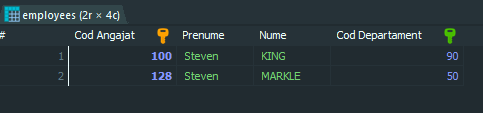 employees (2r × 4c)
# Cod Angajat Prenume Nume Cod Departament
1 100 Steven KING 90
2 128 Steven MARKLE 50